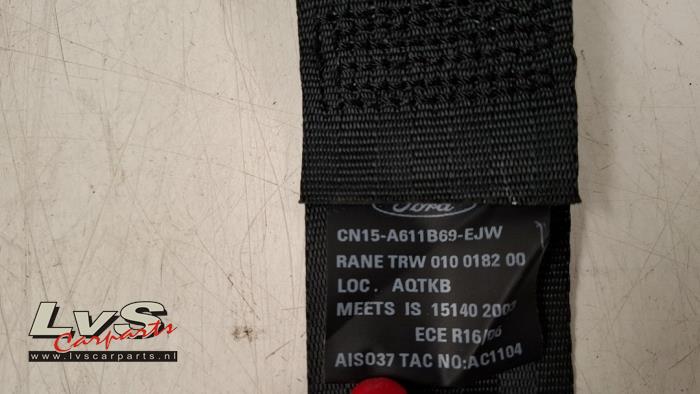 Ford
CN15-A611B69-EJW
RANE TRW 010 0182 00
LOC. AQTKB
MEETS IS 15140 2003
ECE R16/06
AIS037 TAC NO:AC1104
LvS
Carparts
www.lvscarparts.nl